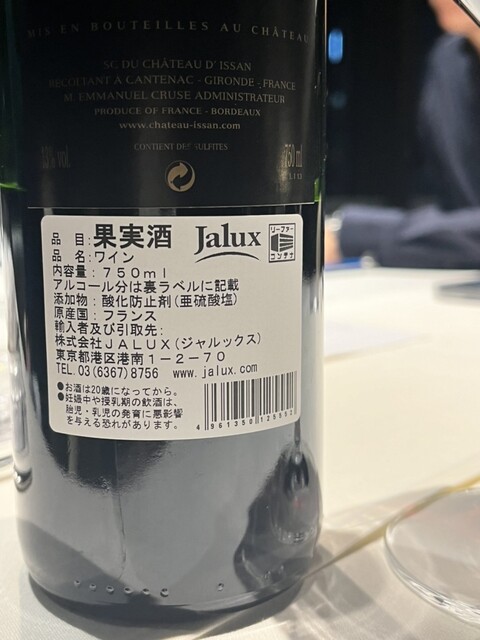 MIS EN BOUTEILLES AU CHÂTEAU
SC. DU CHÂTEAU D'ISSAN
RÉCOLTANT A CANTENAC - GIRONDE - FRANCE
M. EMMANUEL CRUSE ADMINISTRATEUR
PRODUCE OF FRANCE - BORDEAUX
www.chateau-issan.com
CONTIENT DES SULFITES
% vol.
750 ml
品 目:果実酒 Jalux リーファー コンテナ
品 名:ワイン
内容量:750ml
アルコール分は裏ラベルに記載
添加物:酸化防止剤(亜硫酸塩)
原産国:フランス
輸入者及び引取先:
株式会社JALUX(ジャルックス)
東京都港区港南1-2-70
TEL.03(6367)8756 www.jalux.com
●お酒は20歳になってから。
●妊娠中や授乳期の飲酒は、
胎児・乳児の発育に悪影響
を与える恐れがあります。
4 961350 125552